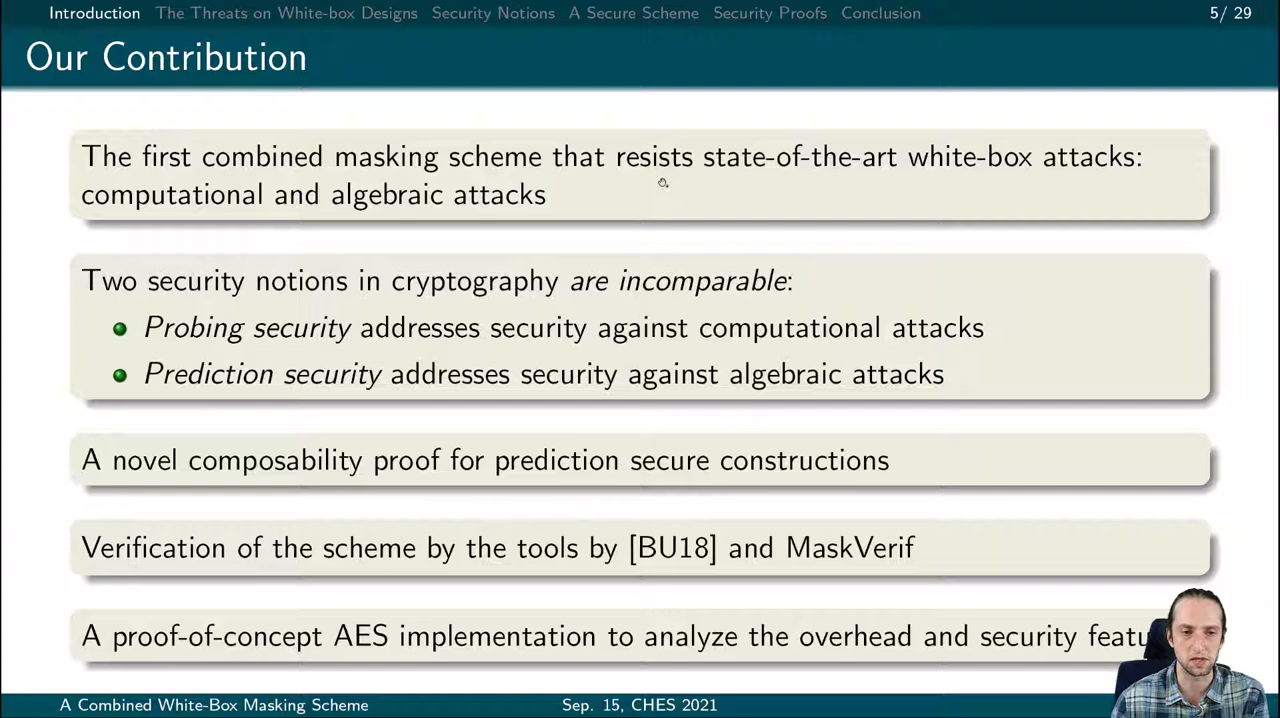 Introduction The Threats on White-box Designs Security Notions A Secure Scheme Security Proofs Conclusion 5/ 29
Our Contribution
The first combined masking scheme that resists state-of-the-art white-box attacks:
computational and algebraic attacks
Two security notions in cryptography are incomparable:
Probing security addresses security against computational attacks
Prediction security addresses security against algebraic attacks
A novel composability proof for prediction secure constructions
Verification of the scheme by the tools by [BU18] and MaskVerif
A proof-of-concept AES implementation to analyze the overhead and security
A Combined White-Box Masking Scheme Sep. 15, CHES 2021